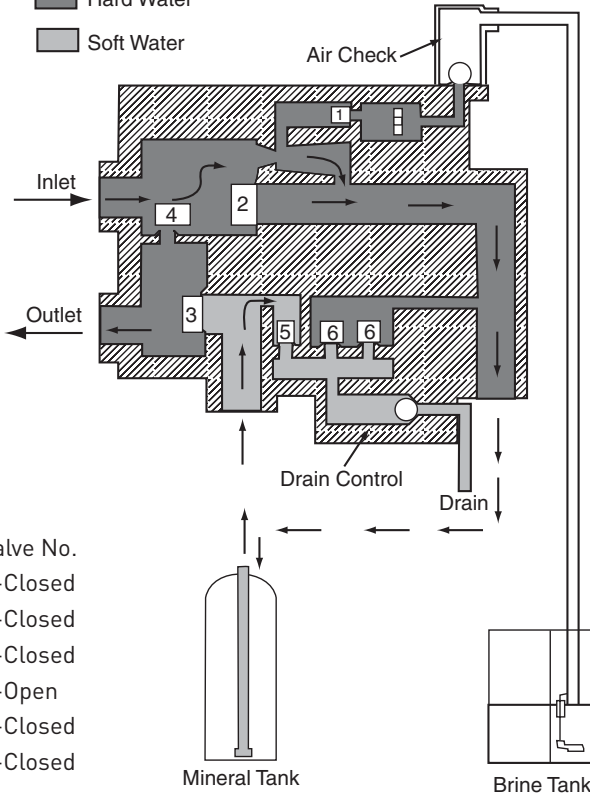 Hard Water
Soft Water
Air Check
1
Inlet
4
2
Outlet
3
5
6
6
Drain Control
Drain
alve No.
-Closed
-Closed
-Closed
-Open
-Closed
-Closed
Mineral Tank
Brine Tank